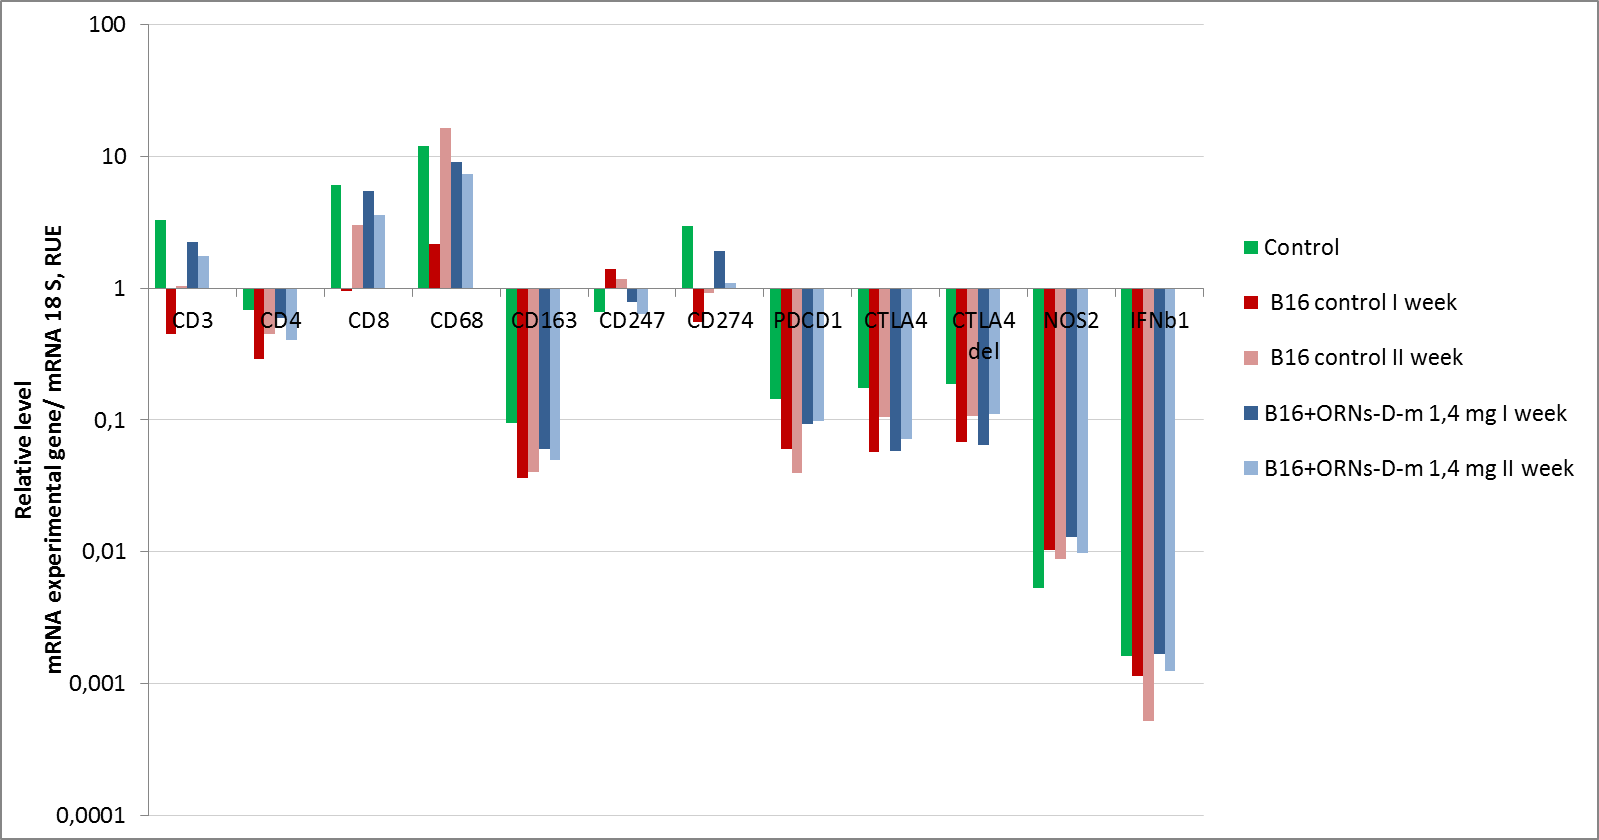 100
10
1
0,1
0,01
0,001
0,0001
Relative level
mRNA experimental gene/ mRNA 18 S, RUE
CD3
CD4
CD8
CD68
CD163
CD247
CD274
PDCD1
CTLA4
CTLA4
del
NOS2
IFNb1
Control
B16 control I week
B16 control II week
B16+ORNs-D-m 1,4 mg I week
B16+ORNs-D-m 1,4 mg II week